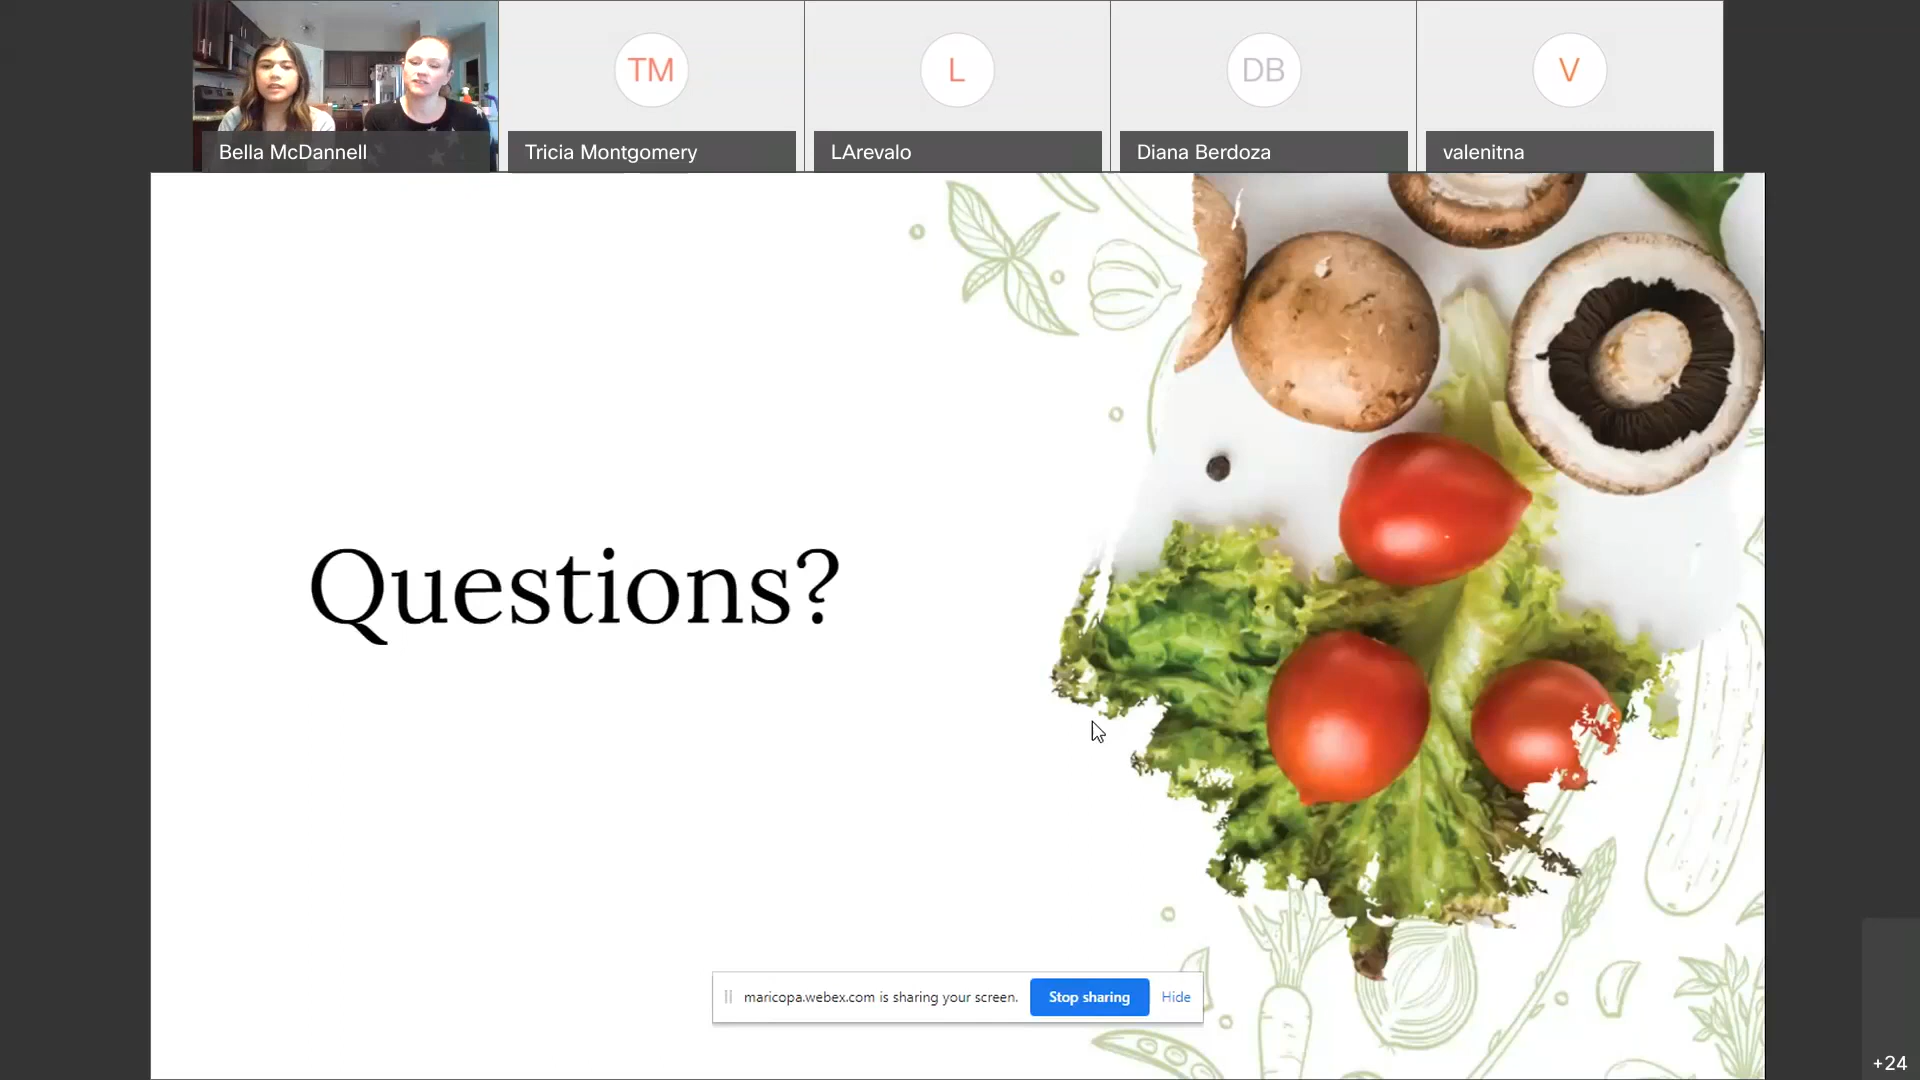 TM
L
DB
V
Bella McDannell
Tricia Montgomery
LArevalo
Diana Berdoza
valenitna
Questions?
maricopa.webex.com is sharing your screen.
Stop sharing
Hide
+24